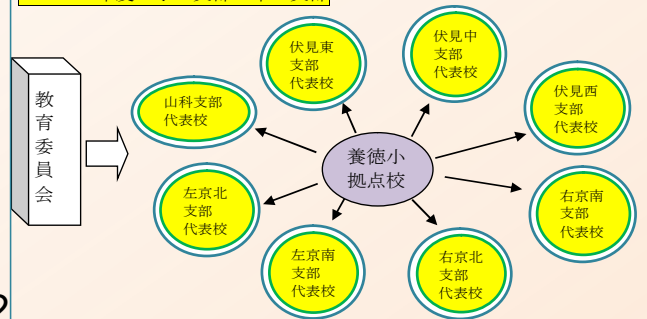 伏見東
支部
代表校
伏見中
支部
代表校
山科支部
代表校
伏見西
支部
代表校
教育委員会
養徳小
拠点校
左京北
支部
代表校
右京南
支部
代表校
左京南
支部
代表校
右京北
支部
代表校